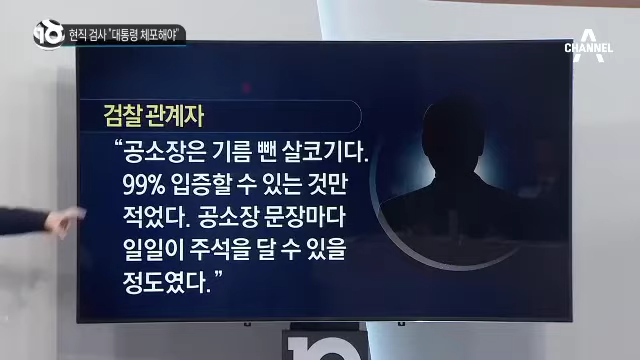 현직 검사 "대통령 체포해야"
CHANNEL A
검찰 관계자
“공소장은 기름 뺀 살코기다.
99% 입증할 수 있는 것만
적었다. 공소장 문장마다
일일이 주석을 달 수 있을
정도였다.”